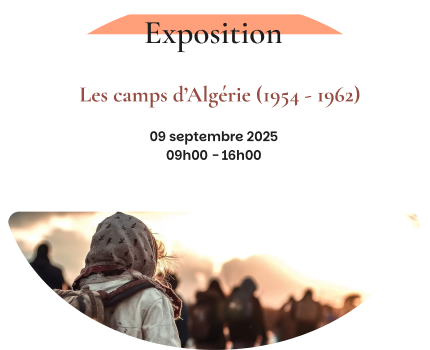 Exposition
Les camps d'Algérie (1954 - 1962)
09 septembre 2025
09h00 - 16h00